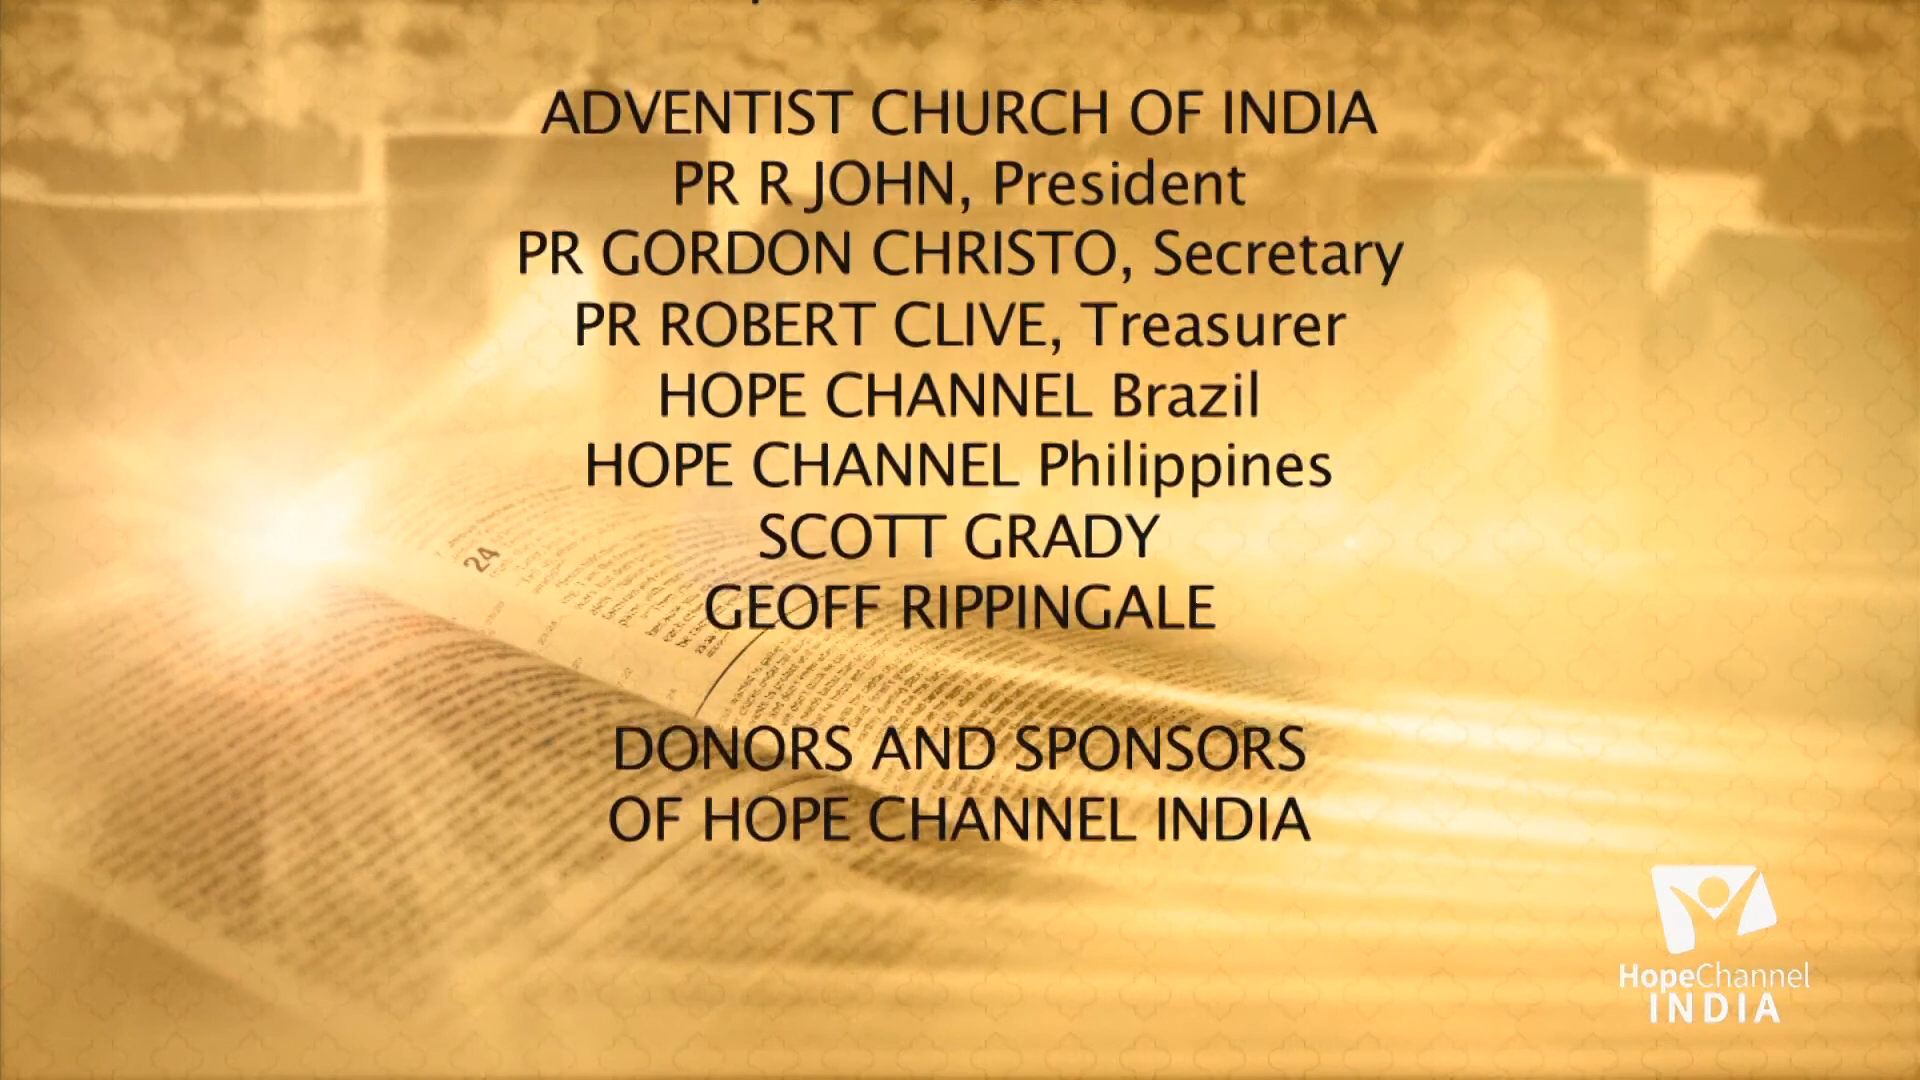 ADVENTIST CHURCH OF INDIA
PR R JOHN, President
PR GORDON CHRISTO, Secretary
PR ROBERT CLIVE, Treasurer
HOPE CHANNEL Brazil
HOPE CHANNEL Philippines
SCOTT GRADY
GEOFF RIPPINGALE
DONORS AND SPONSORS
OF HOPE CHANNEL INDIA
24
HopeChannel
INDIA